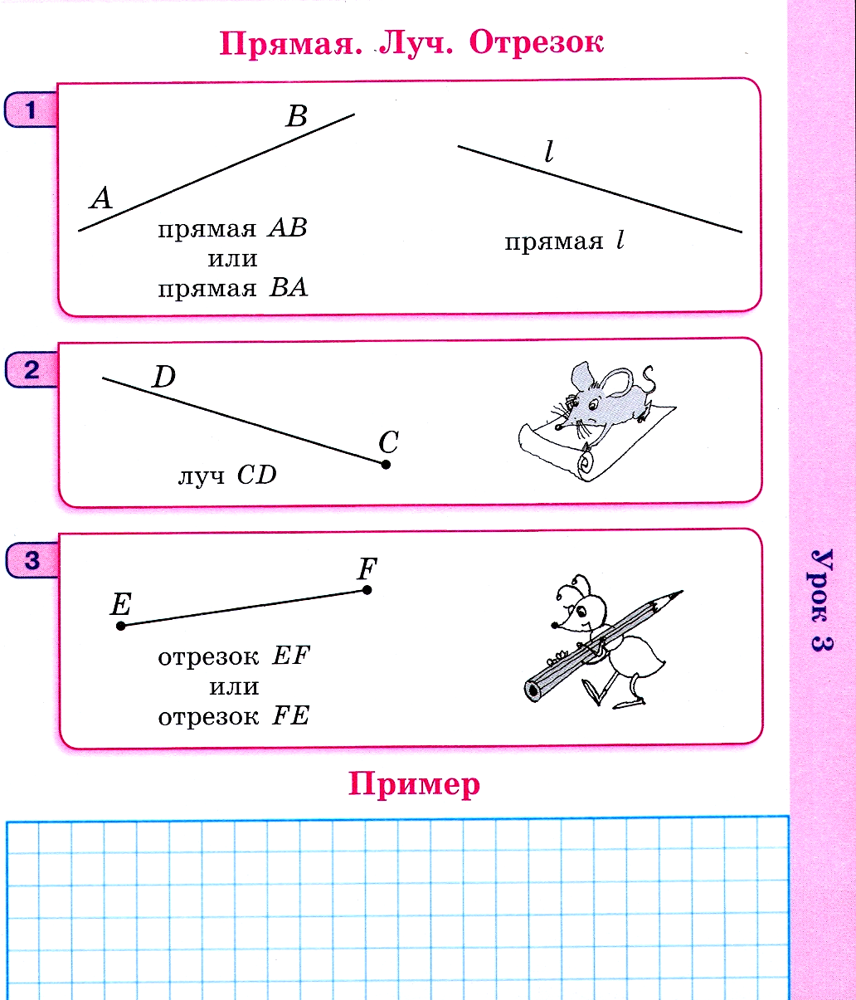 Прямая. Луч. Отрезок
1
B
A
l
прямая AB
или
прямая BA
прямая l
2
D
C
луч CD
3
F
E
отрезок EF
или
отрезок FE
Урок 3
Пример